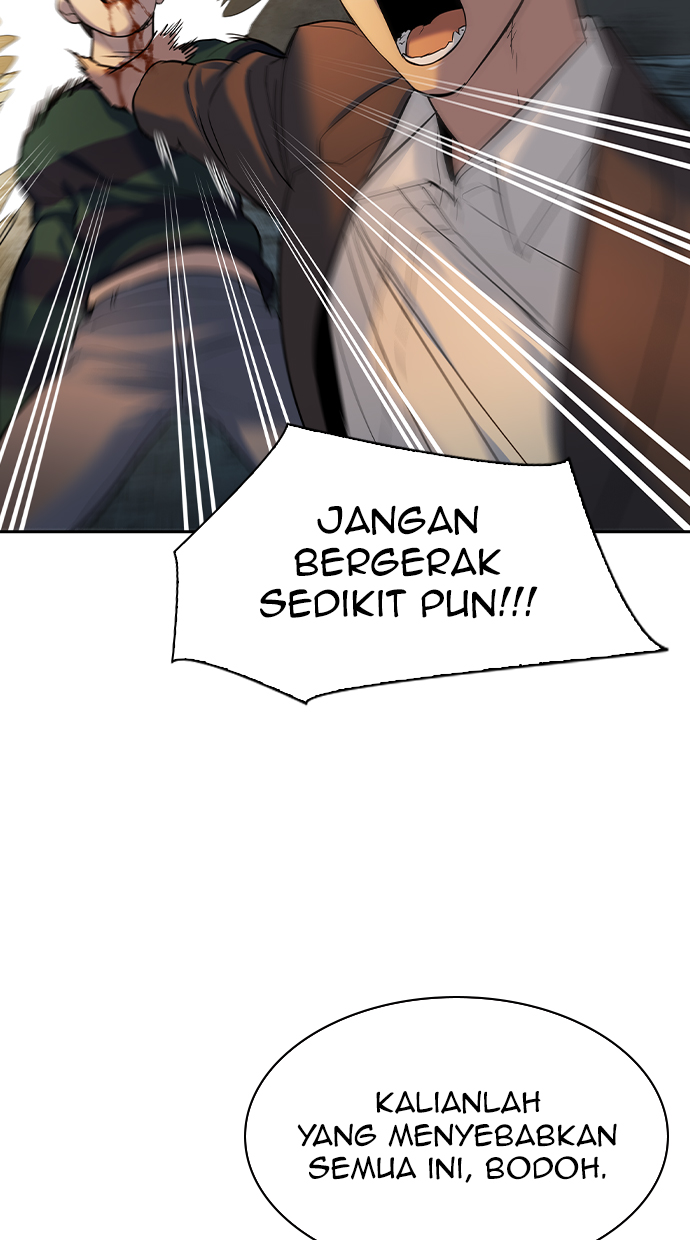 JANGAN
BERGERAK
SEDIKIT PUN!!!
KALIANLAH
YANG MENYEBABKAN
SEMUA INI, BODOH.